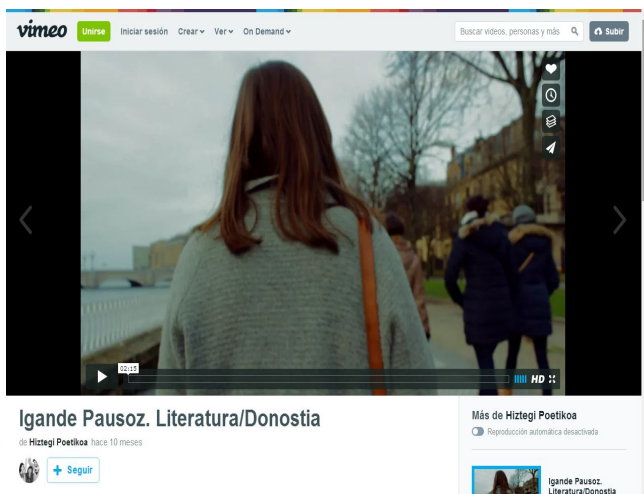 vimeo Unirse Iniciar sesión Crear Ver On Demand Buscar videos, personas y más Subir
02:15
HD
Igande Pausoz. Literatura/Donostia
de Hiztegi Poetikoa hace 10 meses
+ Seguir
Más de Hiztegi Poetikoa
Reproducción automática desactivada
Igande Pausoz.
Literatura/Donostia